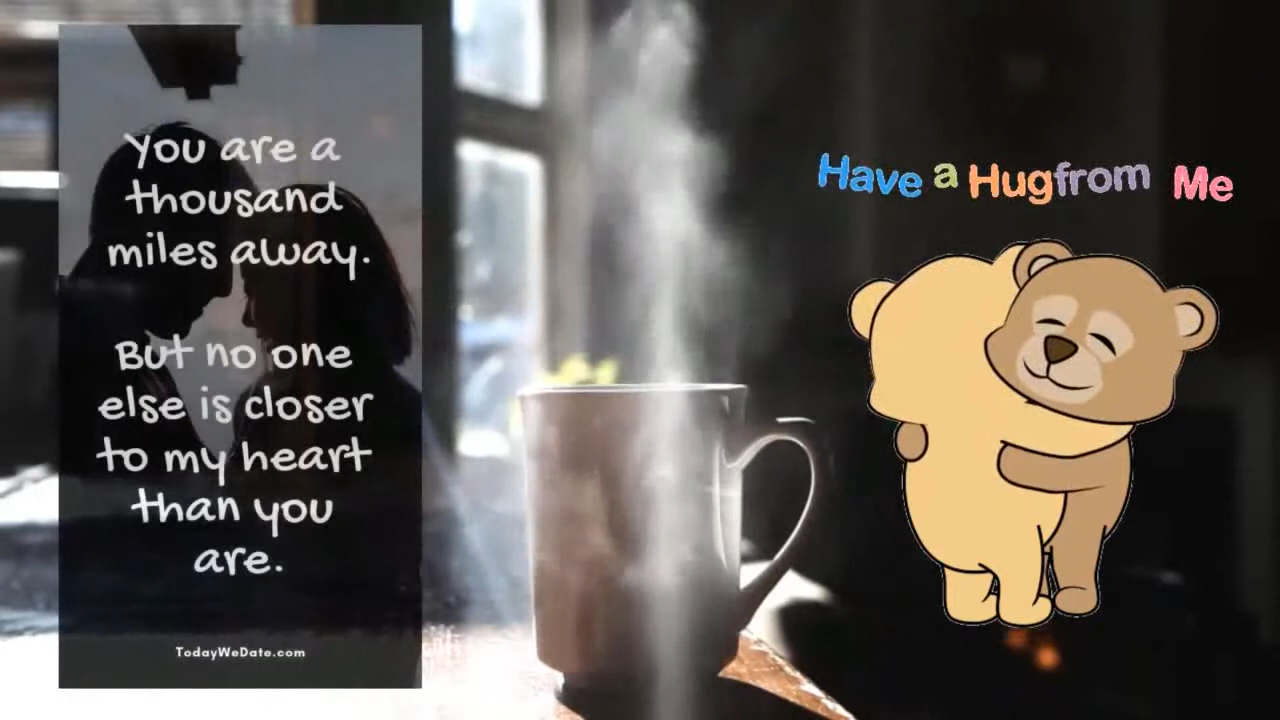 You are a
thousand
miles away.
But no one
else is closer
to my heart
than you
are.
TodayWeDate.com
Have a Hugfrom Me